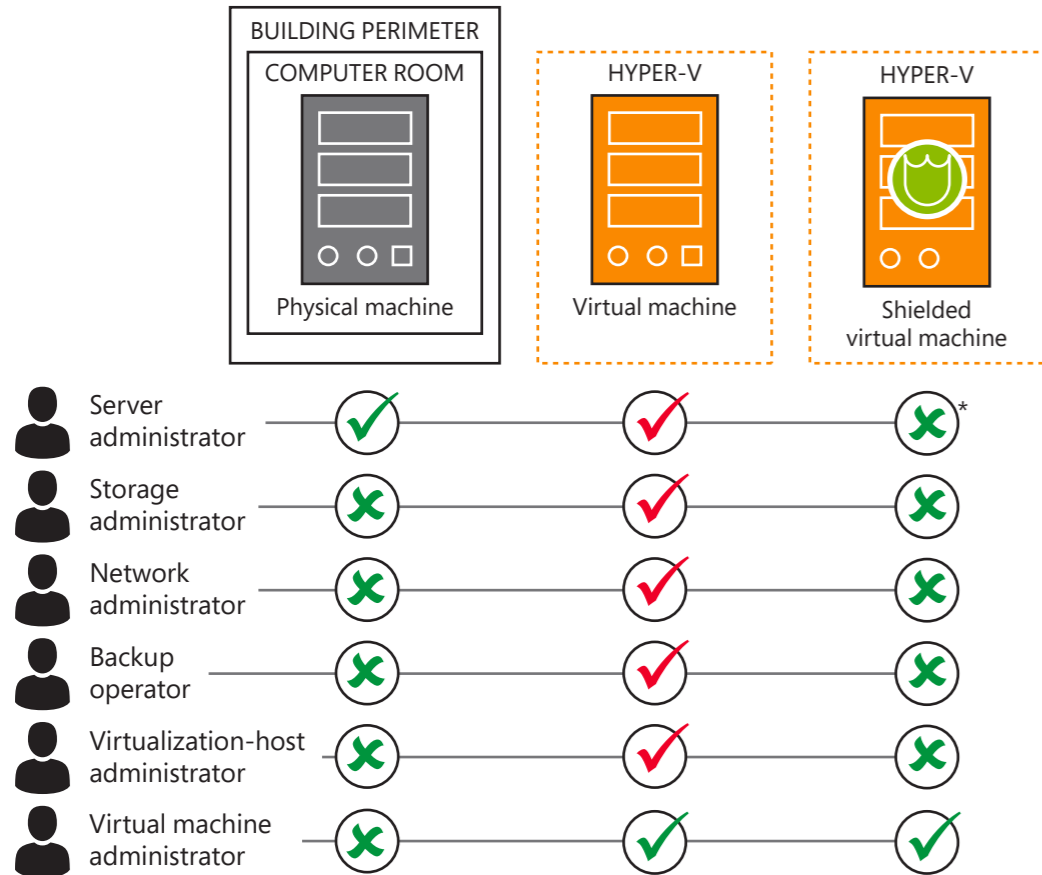 BUILDING PERIMETER
COMPUTER ROOM
Physical machine
HYPER-V
Virtual machine
HYPER-V
Shielded
virtual machine
Server
administrator
*
Storage
administrator
Network
administrator
Backup
operator
Virtualization-host
administrator
Virtual machine
administrator